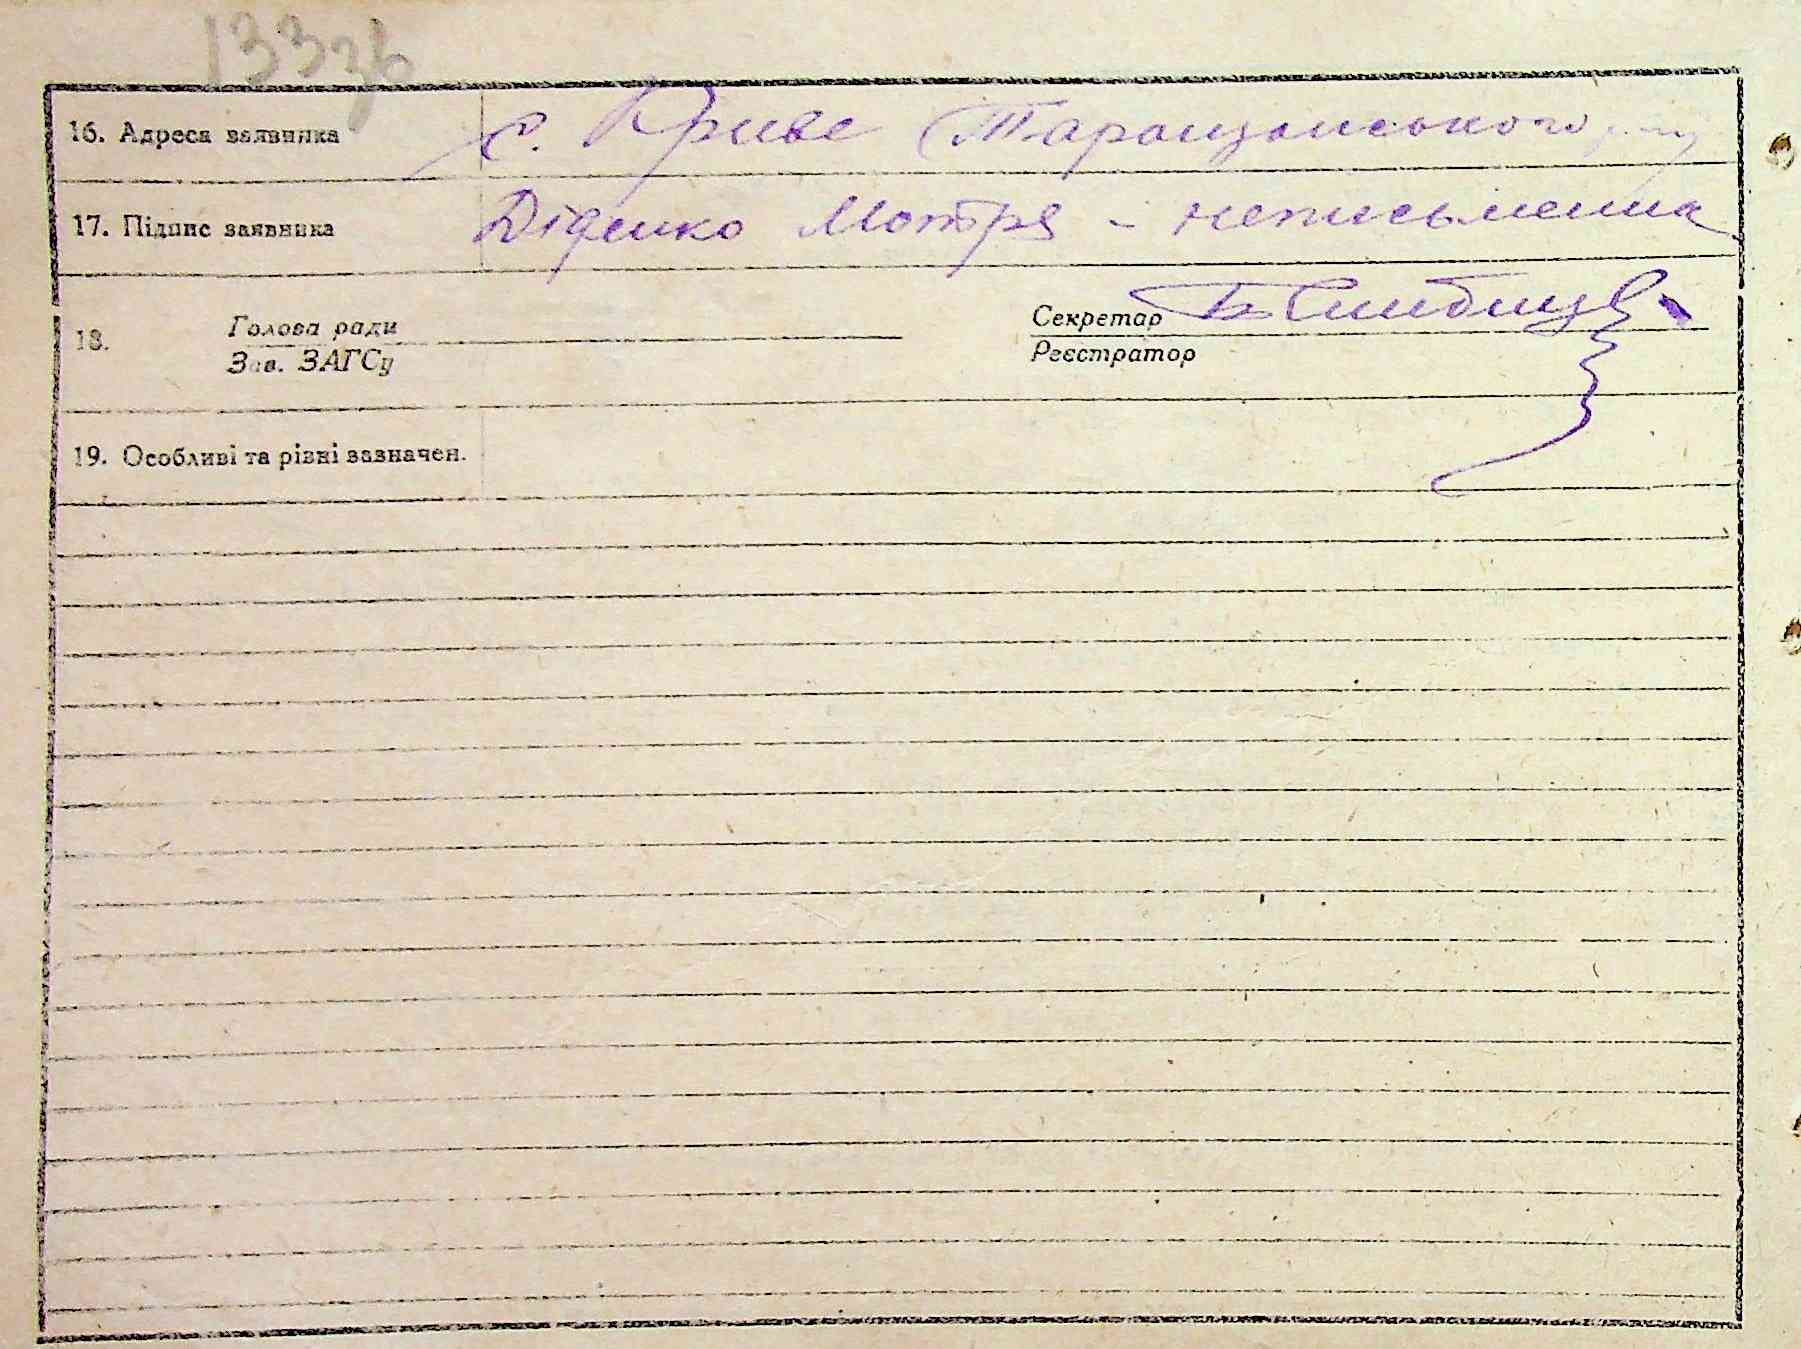 133зв
16. Адреса заявника с. Криве Таращанського р-ну
17. Підпис заявника Діденко Мотря - неписьменна
18. Голова ради Секретар
Зав. ЗАГСу Реєстратор
19. Особливі та різні зазначен.